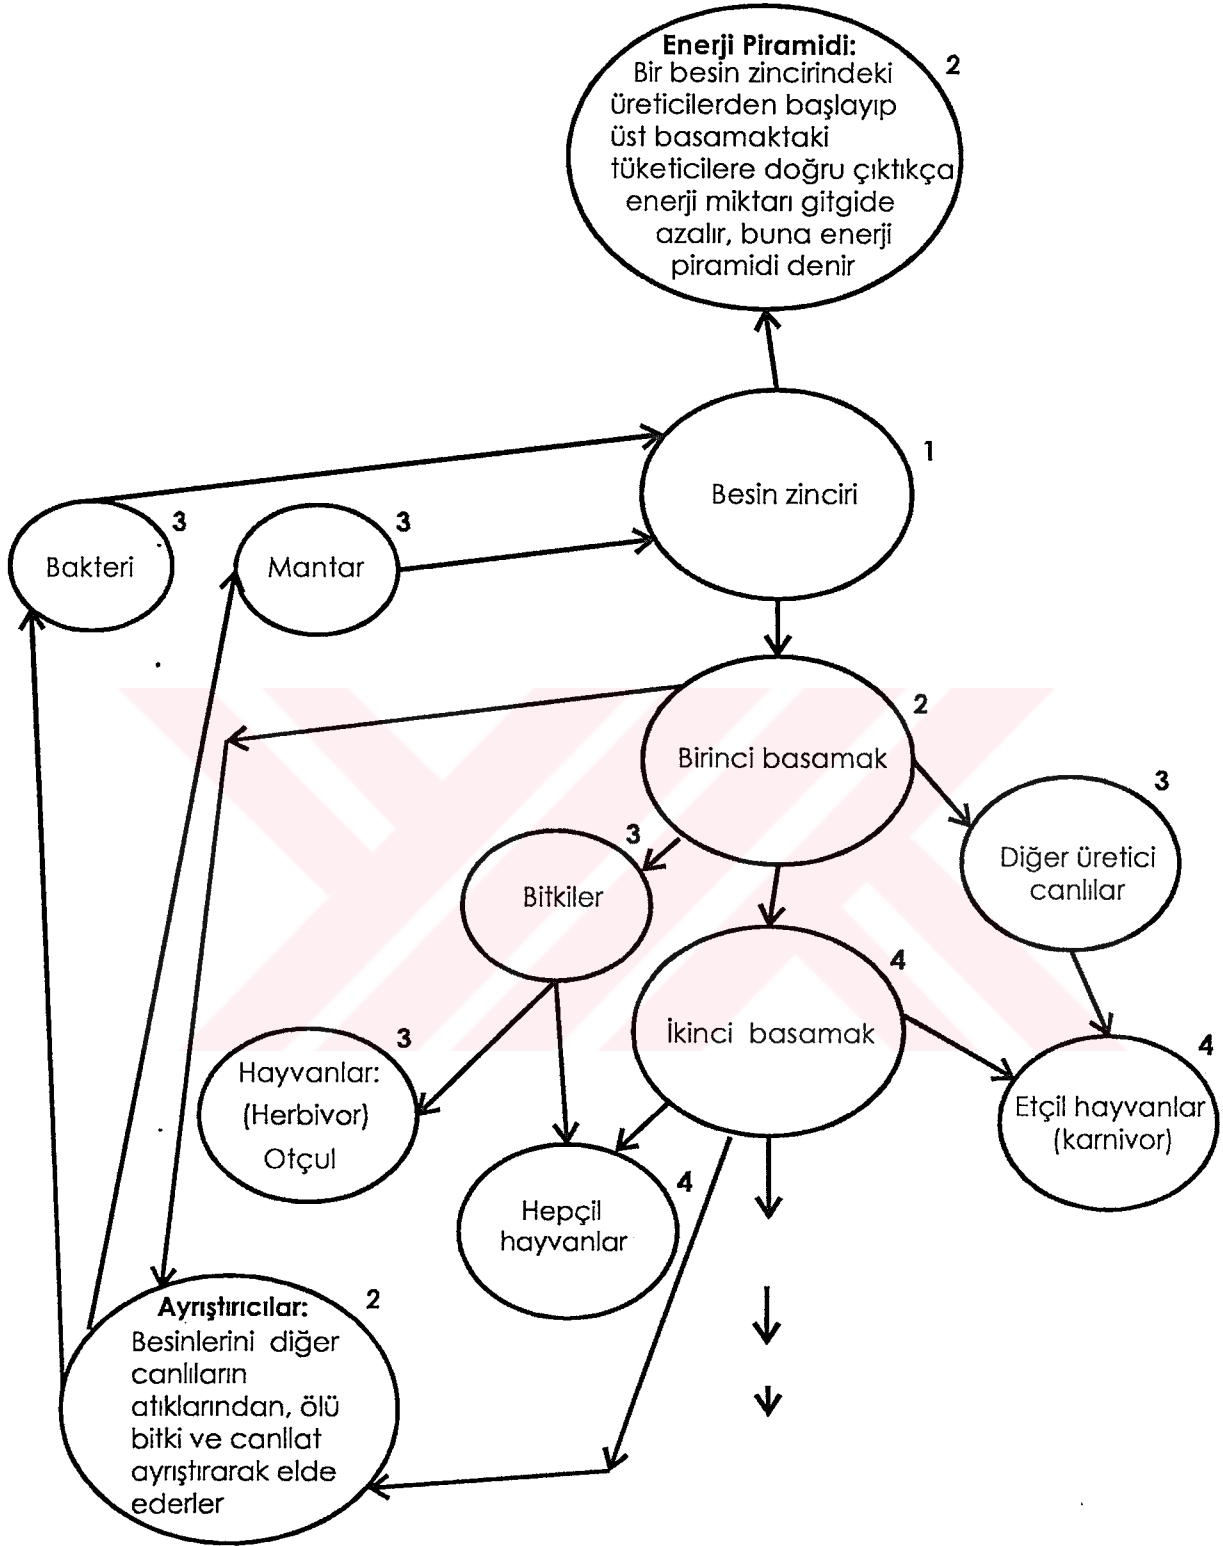 Enerji Piramidi:
2
Bir besin zincirindeki
üreticilerden başlayıp
üst basamaktaki
tüketicilere doğru çıktıkça
enerji miktarı gitgide
azalır, buna enerji
piramidi denir
1
Besin zinciri
3
Bakteri
3
Mantar
2
Birinci basamak
3
Diğer üretici
canlılar
3
Bitkiler
4
İkinci basamak
3
Hayvanlar:
(Herbivor)
Otçul
4
Etçil hayvanlar
(karnivor)
4
Hepçil
hayvanlar
2
Ayrıştırıcılar:
Besinlerini diğer
canlıların
atıklarından, ölü
bitki ve canllat
ayrıştırarak elde
ederler